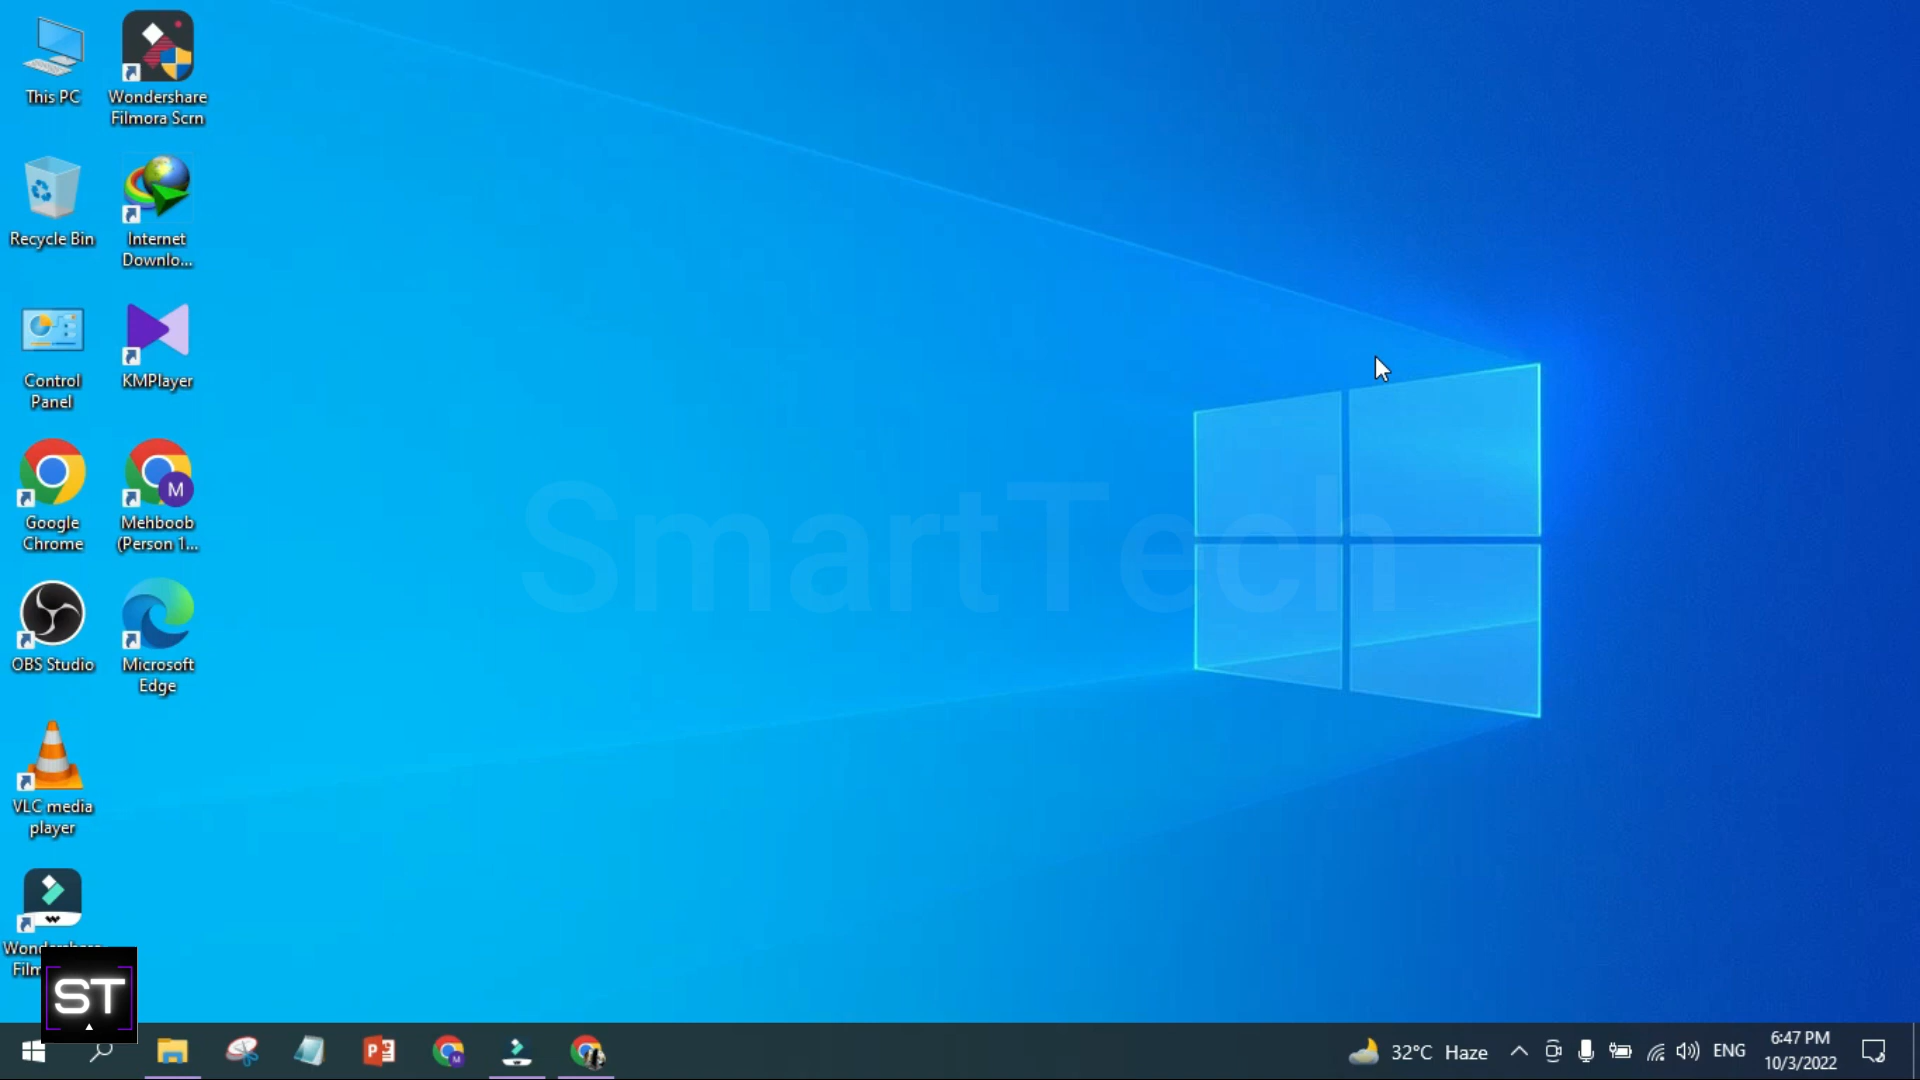 This PC
Wondershare
Filmora Scrn
Recycle Bin
Internet
Downlo...
Control
Panel
KMPlayer
Google
Chrome
Mehboob
(Person 1...
M
OBS Studio
Microsoft
Edge
VLC media
player
SmartTech
ST
32°C Haze
ENG
6:47 PM
10/3/2022